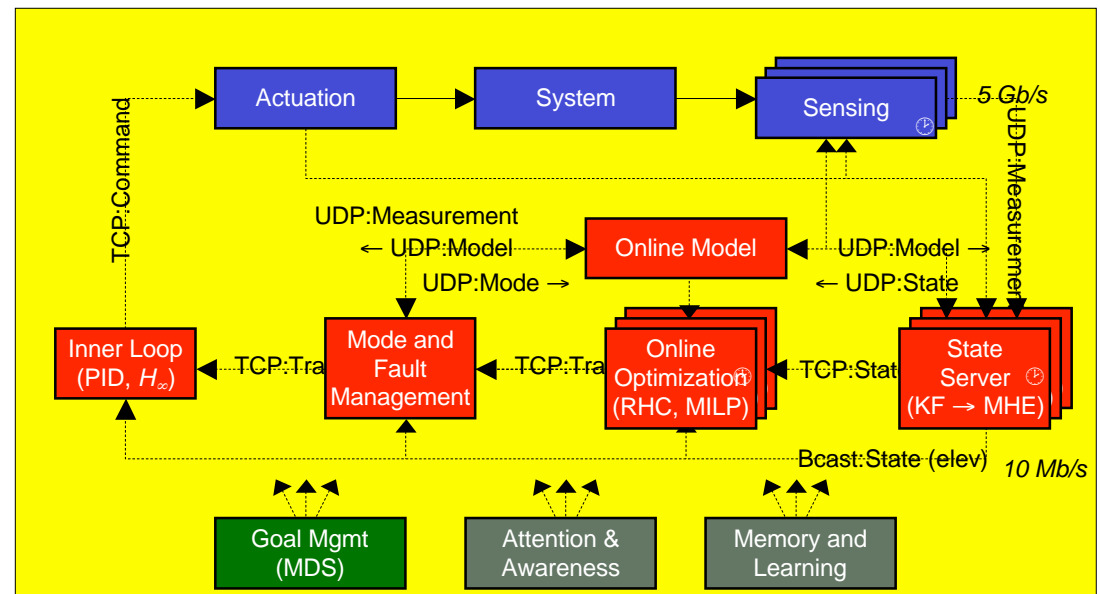 Actuation
System
Sensing
5 Gb/s
TCP:Command
UDP:Measurement
UDP:Measurement
← UDP:Model
Online Model
UDP:Model →
UDP:Mode →
← UDP:State
Inner Loop
(PID, H∞)
TCP:Tra
Mode and
Fault
Management
TCP:Tra
Online
Optimization
(RHC, MILP)
TCP:Stat
State
Server
(KF → MHE)
Bcast:State (elev)
10 Mb/s
Goal Mgmt
(MDS)
Attention &
Awareness
Memory and
Learning